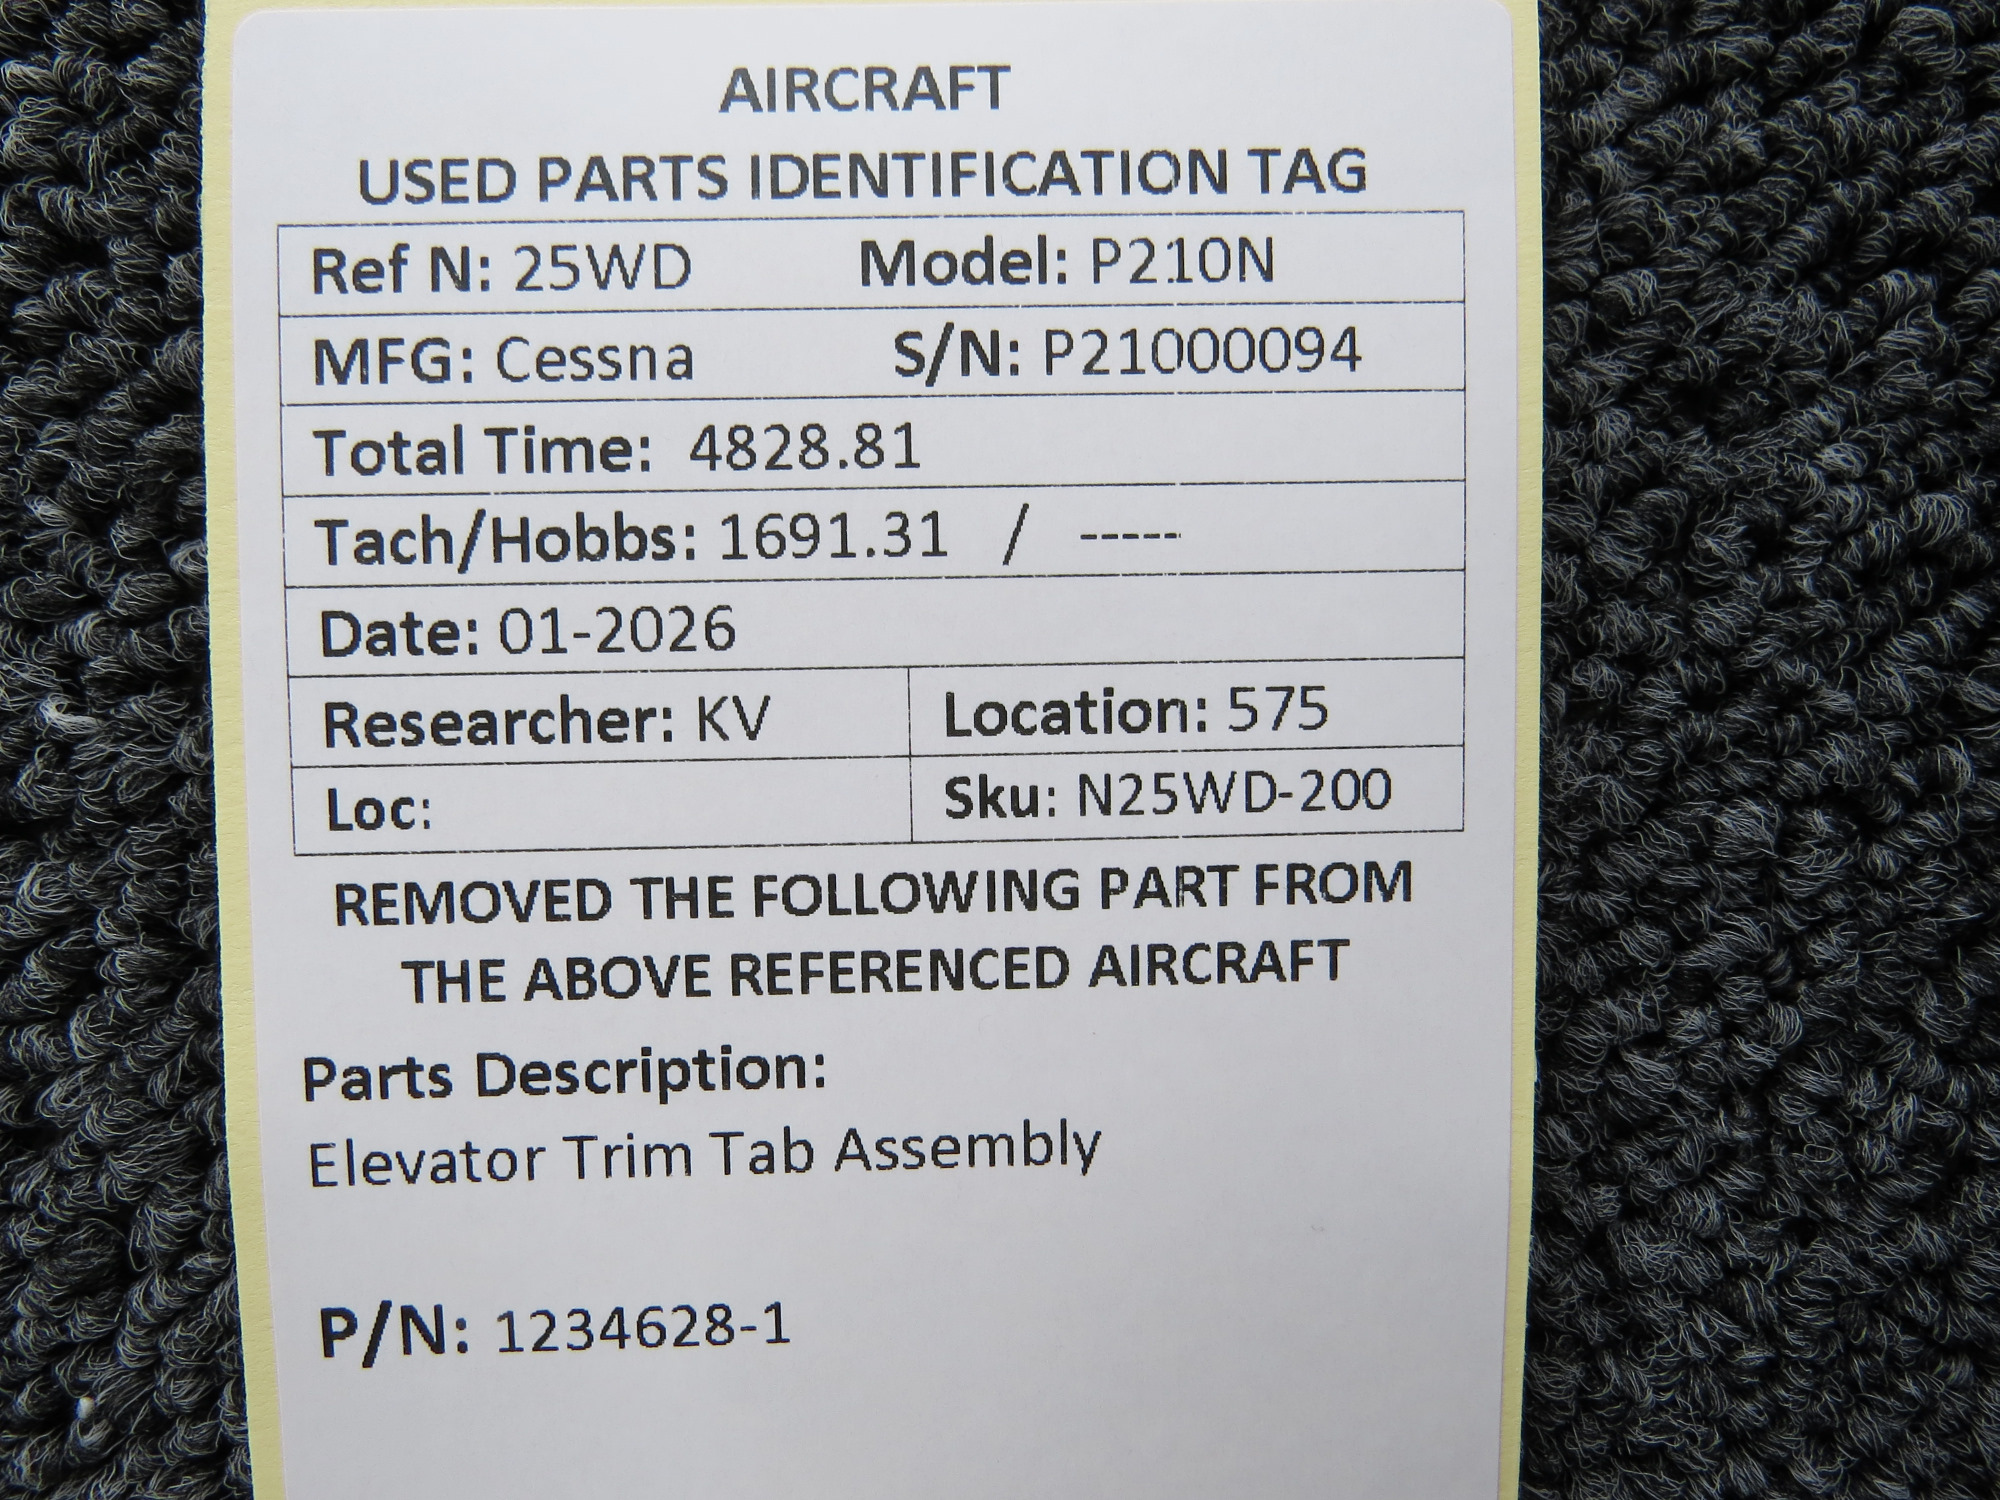 AIRCRAFT
USED PARTS IDENTIFICATION TAG
Ref N: 25WD Model: P210N
MFG: Cessna S/N: P21000094
Total Time: 4828.81
Tach/Hobbs: 1691.31 / -----
Date: 01-2026
Researcher: KV Location: 575
Loc: Sku: N25WD-200
REMOVED THE FOLLOWING PART FROM
THE ABOVE REFERENCED AIRCRAFT
Parts Description:
Elevator Trim Tab Assembly
P/N: 1234628-1